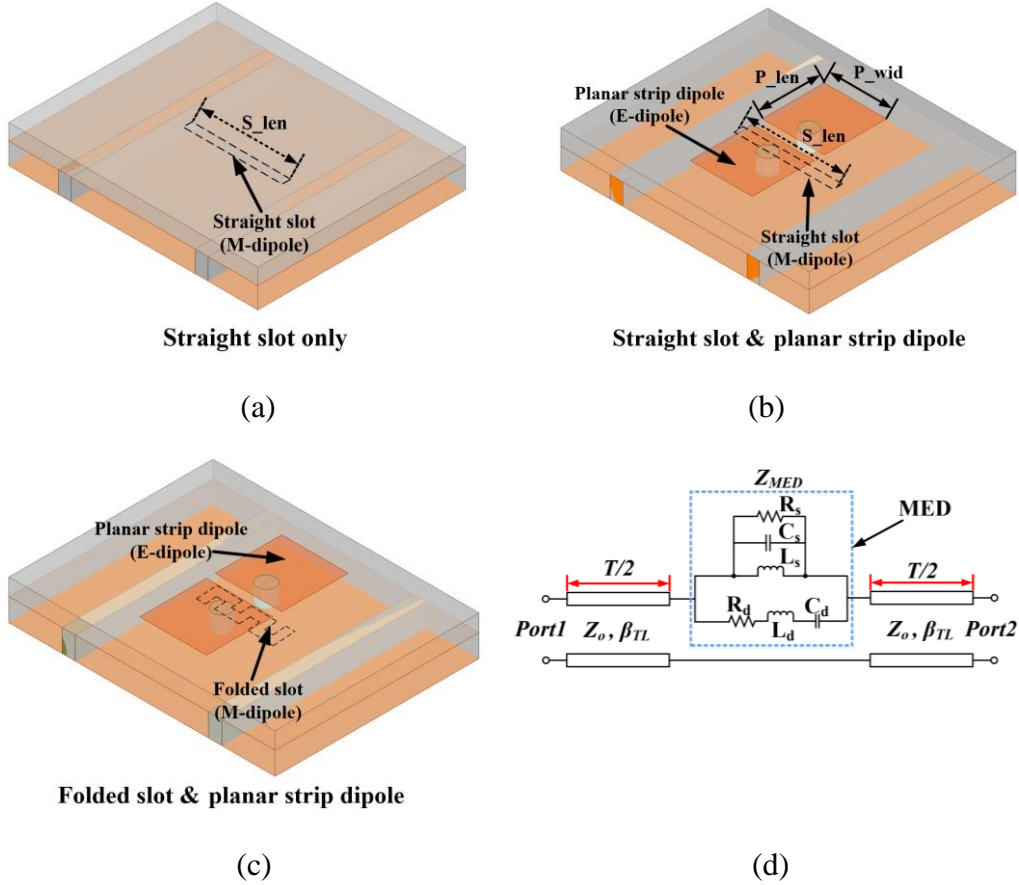 S_len
Straight slot
(M-dipole)
Straight slot only
(a)
P_len
P_wid
Planar strip dipole
(E-dipole)
S_len
Straight slot
(M-dipole)
Straight slot & planar strip dipole
(b)
Planar strip dipole
(E-dipole)
Folded slot
(M-dipole)
Folded slot & planar strip dipole
(c)
Z_MED
R_s
C_s
L_s
MED
T/2
T/2
R_d
L_d
C_d
Port1
Z_o, β_TL
Z_o, β_TL
Port2
(d)